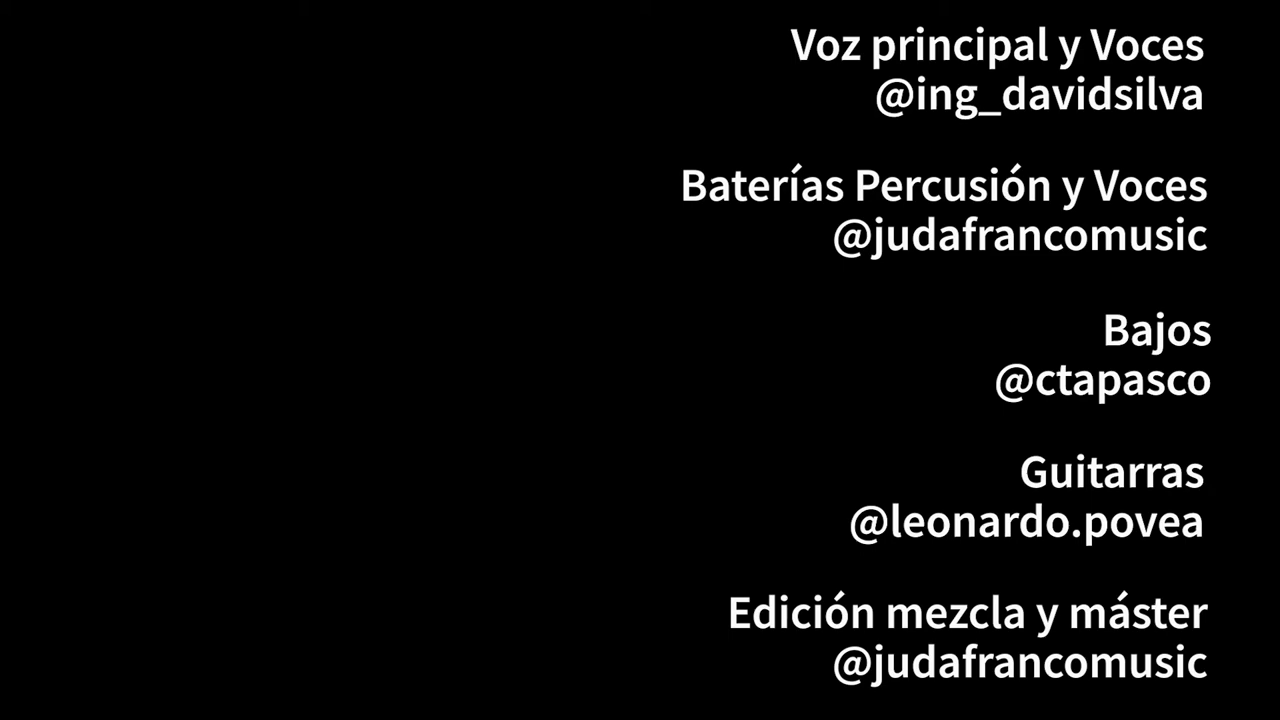 Voz principal y Voces
@ing_davidsilva
Baterías Percusión y Voces
@judafrancomusic
Bajos
@ctapasco
Guitarras
@leonardo.povea
Edición mezcla y máster
@judafrancomusic